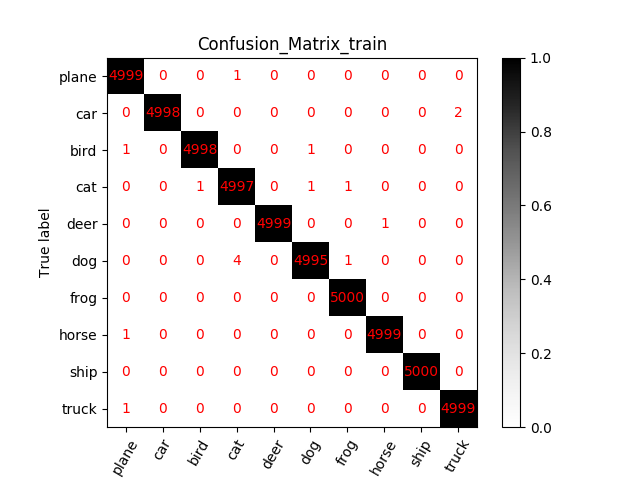 Confusion_Matrix_train
plane 4999 0 0 1 0 0 0 0 0 0
car 0 4998 0 0 0 0 0 0 0 2
bird 1 0 4998 0 0 1 0 0 0 0
cat 0 0 1 4997 0 1 1 0 0 0
deer 0 0 0 0 4999 0 0 1 0 0
dog 0 0 0 4 0 4995 1 0 0 0
frog 0 0 0 0 0 0 5000 0 0 0
horse 1 0 0 0 0 0 0 4999 0 0
ship 0 0 0 0 0 0 0 0 5000 0
truck 1 0 0 0 0 0 0 0 0 4999
True label
plane car bird cat deer dog frog horse ship truck
1.0
0.8
0.6
0.4
0.2
0.0